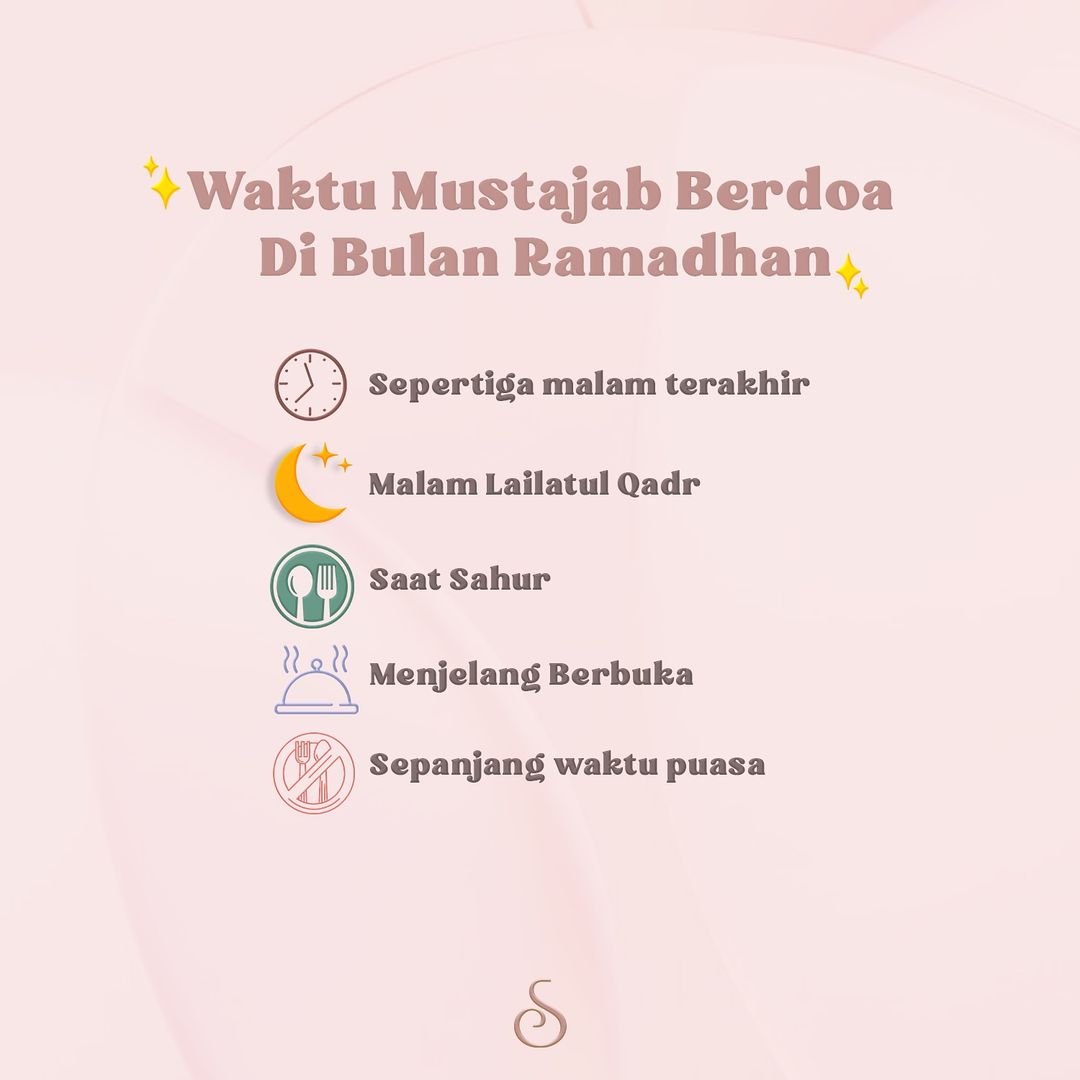 Waktu Mustajab Berdoa
Di Bulan Ramadhan
Sepertiga malam terakhir
Malam Lailatul Qadr
Saat Sahur
Menjelang Berbuka
Sepanjang waktu puasa
S